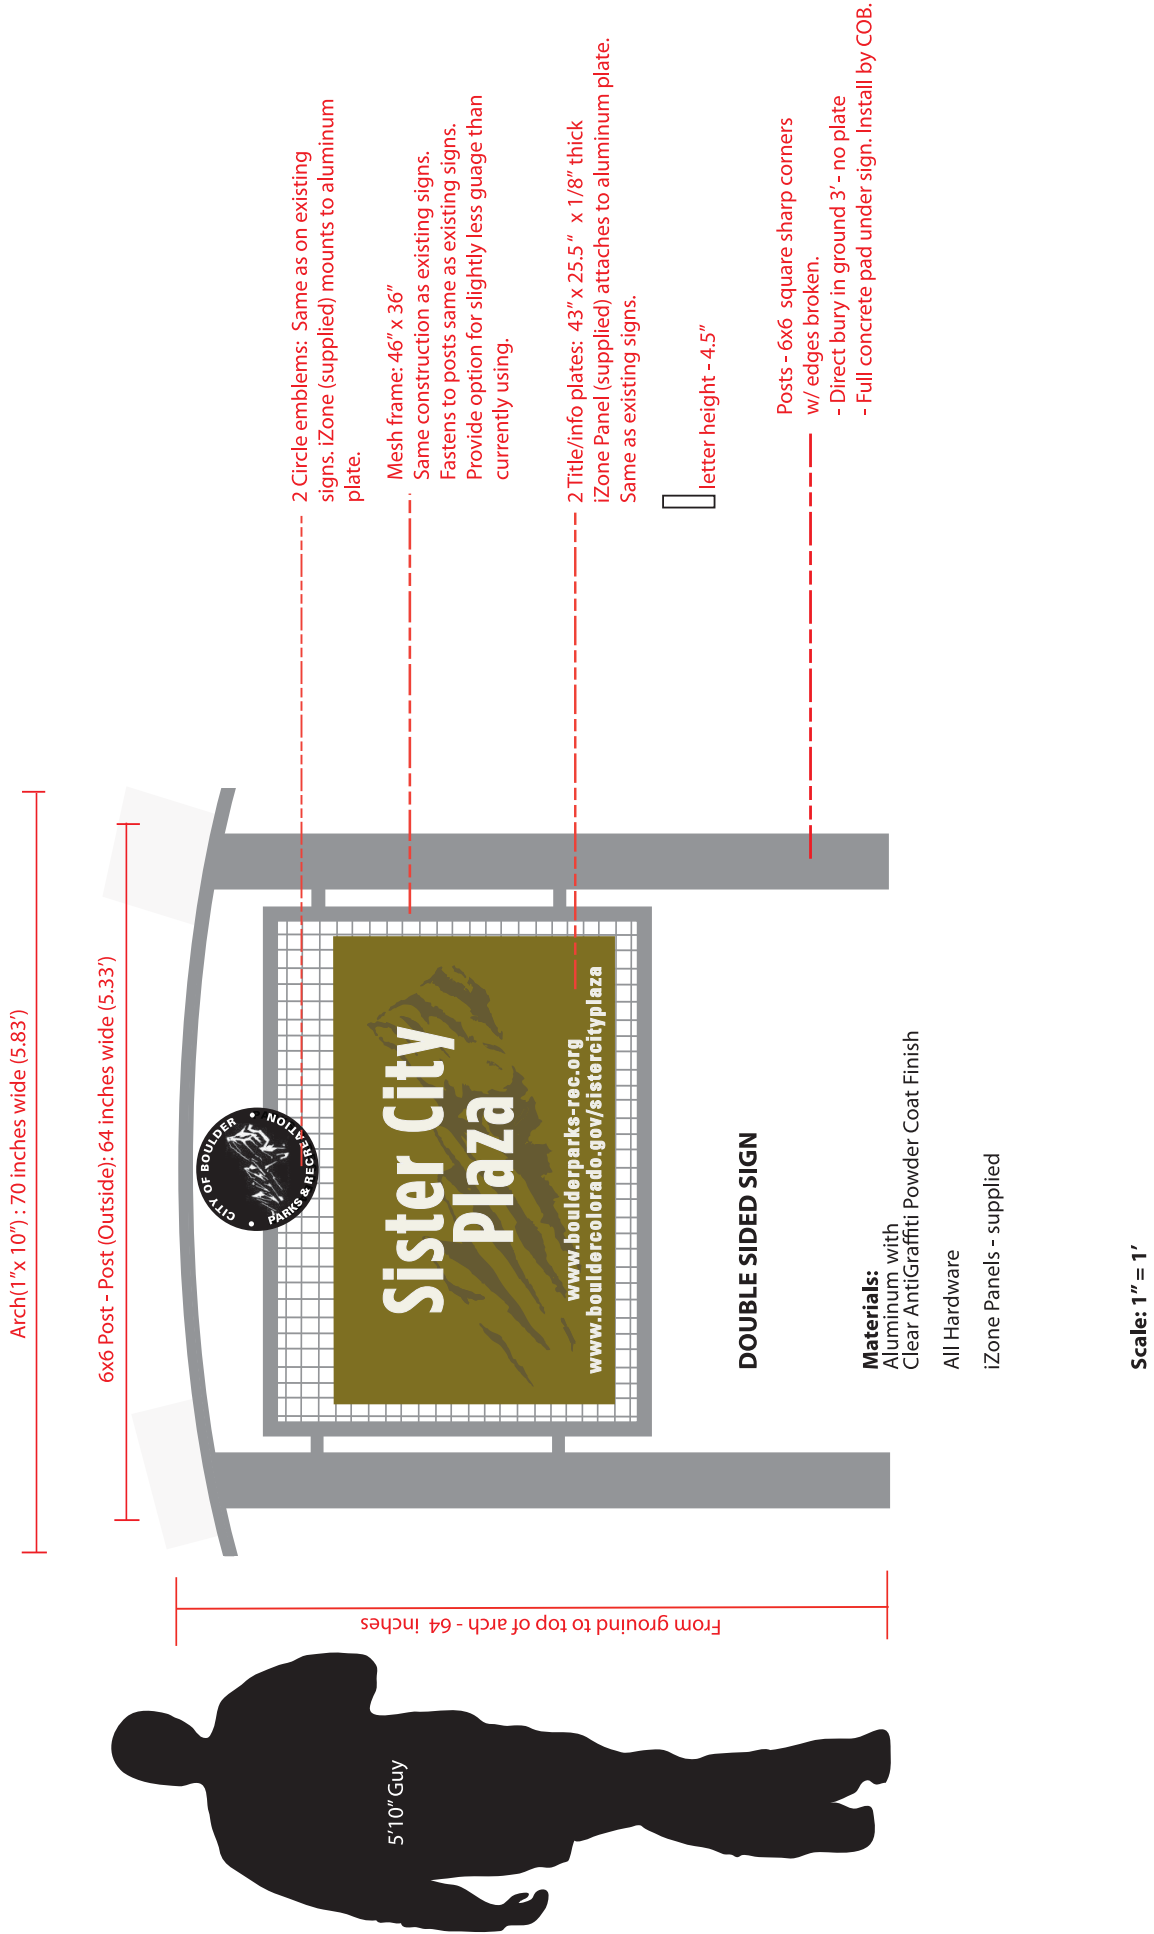 Arch(1”x 10”) : 70 inches wide (5.83’)
6x6 Post - Post (Outside): 64 inches wide (5.33’)
From grouind to top of arch - 64 inches
5’10” Guy
CITY OF BOULDER
PARKS & RECREATION
Sister City
Plaza
www.boulderparks-rec.org
www.bouldercolorado.gov/sistercityplaza
2 Circle emblems: Same as on existing
signs. iZone (supplied) mounts to aluminum
plate.
Mesh frame: 46” x 36”
Same construction as existing signs.
Fastens to posts same as existing signs.
Provide option for slightly less guage than
currently using.
2 Title/info plates: 43” x 25.5 “ x 1/8” thick
iZone Panel (supplied) attaches to aluminum plate.
Same as existing signs.
letter height - 4.5”
Posts - 6x6 square sharp corners
w/ edges broken.
- Direct bury in ground 3’ - no plate
- Full concrete pad under sign. Install by COB.
DOUBLE SIDED SIGN
Materials:
Aluminum with
Clear AntiGraffiti Powder Coat Finish
All Hardware
iZone Panels - supplied
Scale: 1” = 1’